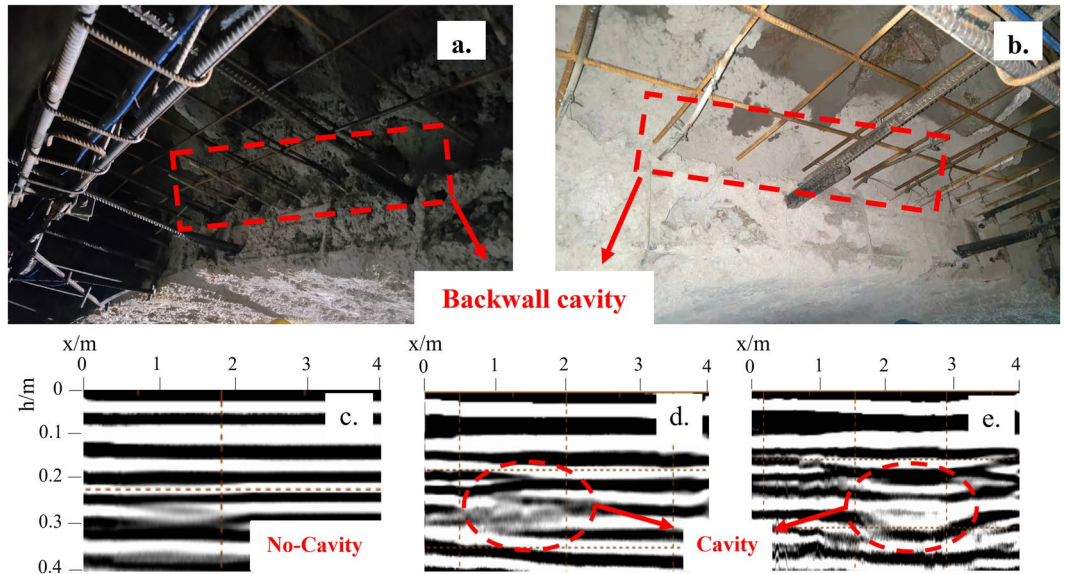 a.
b.
Backwall cavity
x/m
x/m
x/m
0 1 2 3 4
0 1 2 3 4
0 1 2 3 4
h/m
0
0.1
0.2
0.3
0.4
c.
d.
e.
No-Cavity
Cavity